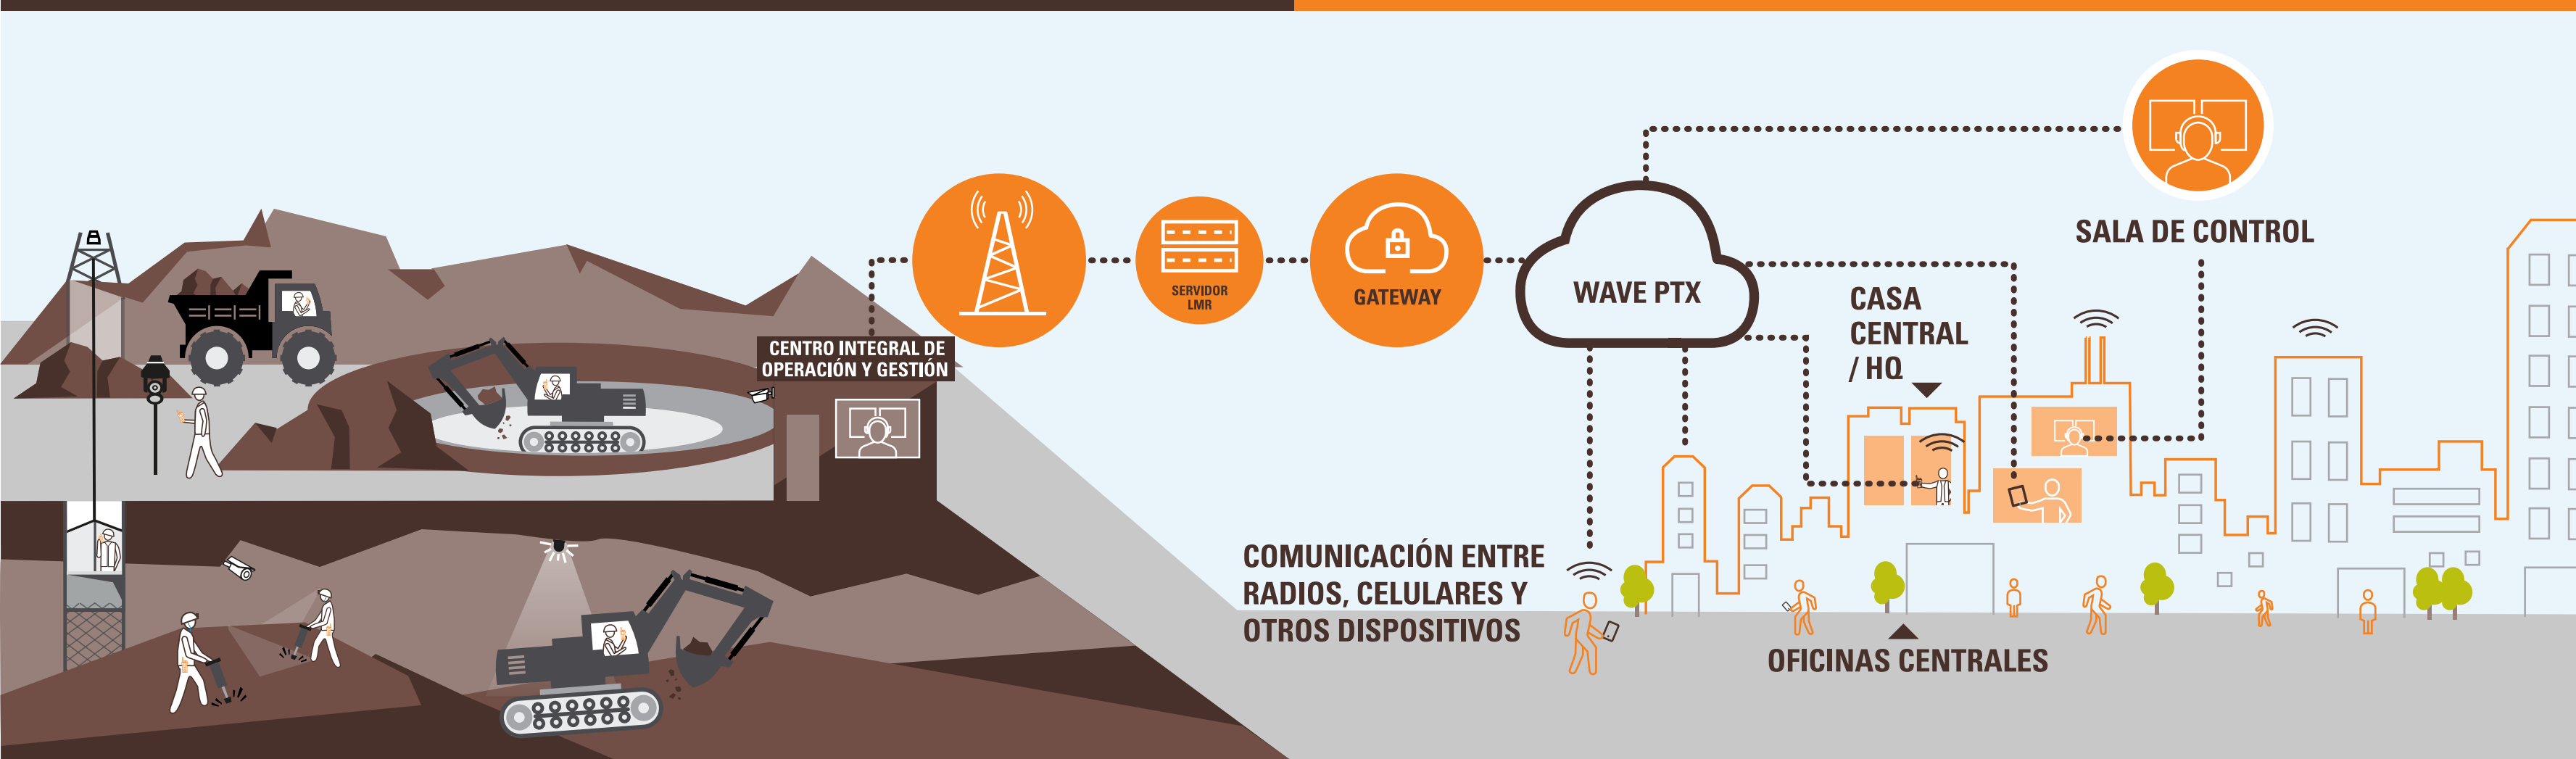 CENTRO INTEGRAL DE
OPERACIÓN Y GESTIÓN
SERVIDOR
LMR
GATEWAY
WAVE PTX
SALA DE CONTROL
CASA
CENTRAL
/ HQ
COMUNICACIÓN ENTRE
RADIOS, CELULARES Y
OTROS DISPOSITIVOS
OFICINAS CENTRALES